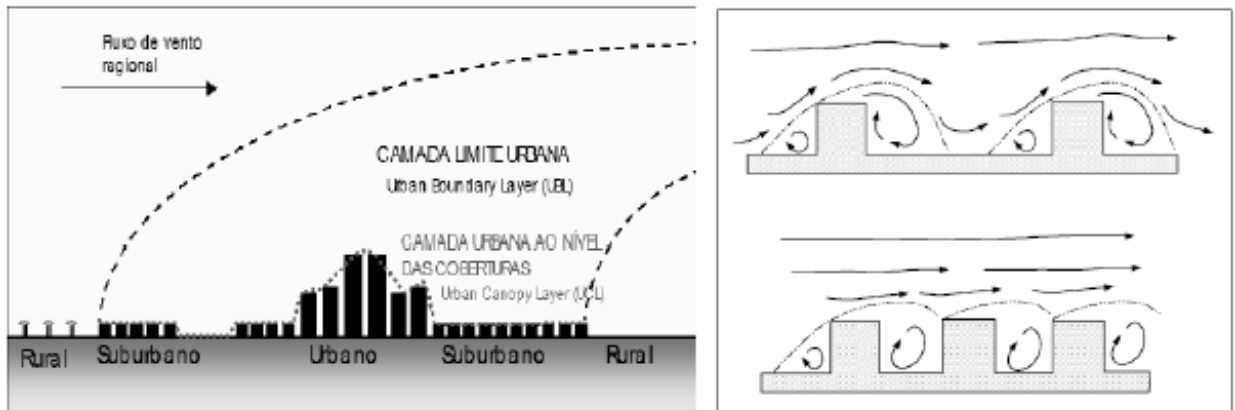 Fluxo de vento
regional
CAMADA LIMITE URBANA
Urban Boundary Layer (UBL)
CAMADA URBANA AO NÍVEL
DAS COBERTURAS
Urban Canopy Layer (UCL)
Rural
Suburbano
Urbano
Suburbano
Rural